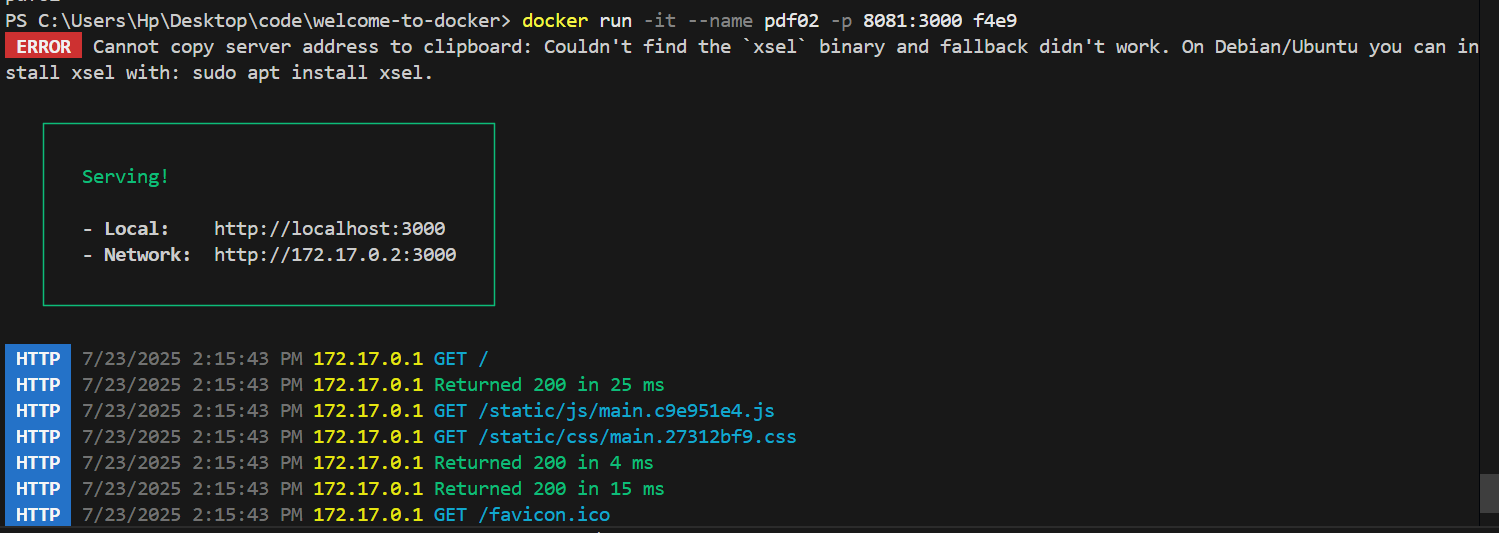 PS C:\Users\Hp\Desktop\code\welcome-to-docker> docker run -it --name pdf02 -p 8081:3000 f4e9
ERROR Cannot copy server address to clipboard: Couldn't find the `xsel` binary and fallback didn't work. On Debian/Ubuntu you can in
stall xsel with: sudo apt install xsel.
Serving!
- Local: http://localhost:3000
- Network: http://172.17.0.2:3000
HTTP 7/23/2025 2:15:43 PM 172.17.0.1 GET /
HTTP 7/23/2025 2:15:43 PM 172.17.0.1 Returned 200 in 25 ms
HTTP 7/23/2025 2:15:43 PM 172.17.0.1 GET /static/js/main.c9e951e4.js
HTTP 7/23/2025 2:15:43 PM 172.17.0.1 GET /static/css/main.27312bf9.css
HTTP 7/23/2025 2:15:43 PM 172.17.0.1 Returned 200 in 4 ms
HTTP 7/23/2025 2:15:43 PM 172.17.0.1 Returned 200 in 15 ms
HTTP 7/23/2025 2:15:43 PM 172.17.0.1 GET /favicon.ico